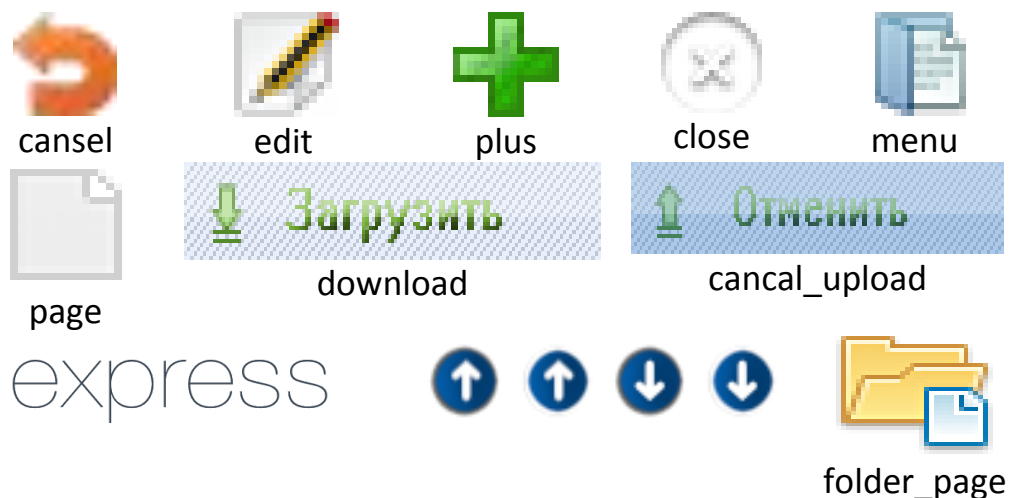 cansel
edit
plus
close
menu
Загрузить
Отменить
download
cancal_upload
page
express
folder_page